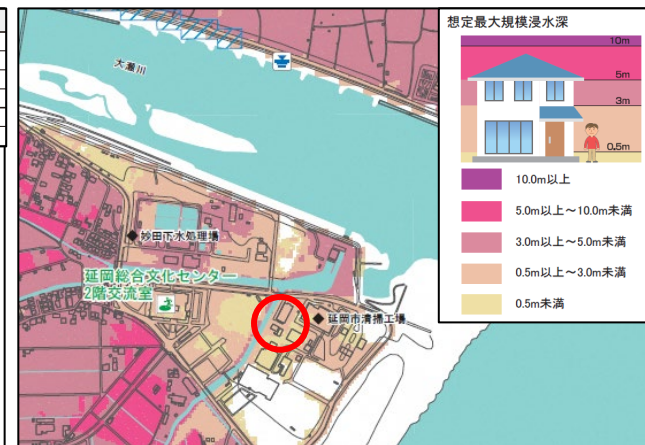 大瀬川
妙田下水処理場
延岡総合文化センター
2階交流室
延岡市清掃工場
想定最大規模浸水深
10m
5m
3m
0.5m
10.0m以上
5.0m以上～10.0m未満
3.0m以上～5.0m未満
0.5m以上～3.0m未満
0.5m未満